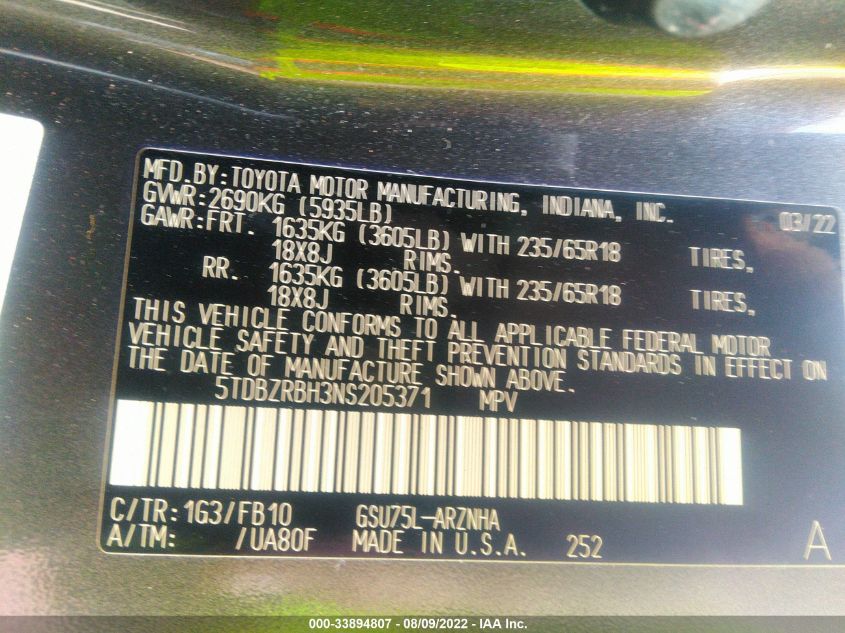 MFD.BY:TOYOTA MOTOR MANUFACTURING, INDIANA, INC. 03/22
GVWR:2690KG (5935LB)
GAWR:FRT. 1635KG (3605LB) WITH 235/65R18 TIRES,
18X8J RIMS.
RR. 1635KG (3605LB) WITH 235/65R18 TIRES,
18X8J RIMS.
THIS VEHICLE CONFORMS TO ALL APPLICABLE FEDERAL MOTOR
VEHICLE SAFETY AND THEFT PREVENTION STANDARDS IN EFFECT ON
THE DATE OF MANUFACTURE SHOWN ABOVE.
5TDBZRBH3NS205371 MPV
C/TR:1G3/FB10 GSU75L-ARZNHA
A/TM: /UA80F MADE IN U.S.A. 252 A
000-33894807 - 08/09/2022 - IAA Inc.